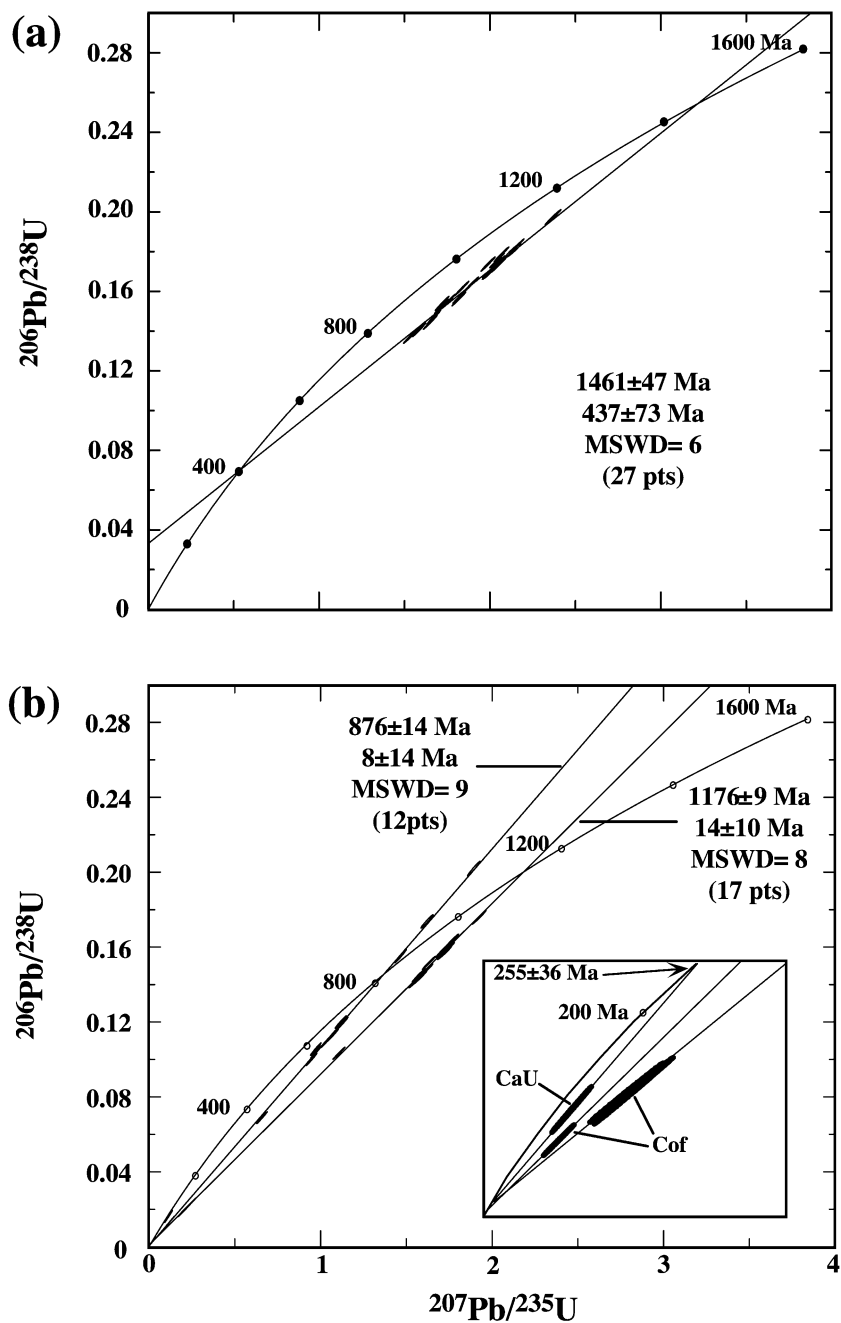 (a)
1600 Ma
0.28
0.24
1200
0.20
0.16
800
0.12
1461±47 Ma
437±73 Ma
MSWD= 6
(27 pts)
0.08
400
0.04
0
206Pb/238U
(b)
0.28
1600 Ma
876±14 Ma
8±14 Ma
MSWD= 9
(12pts)
0.24
1176±9 Ma
14±10 Ma
MSWD= 8
(17 pts)
1200
0.20
0.16
800
255±36 Ma
200 Ma
0.12
CaU
0.08
400
Cof
0.04
0
206Pb/238U
0 1 2 3 4
207Pb/235U